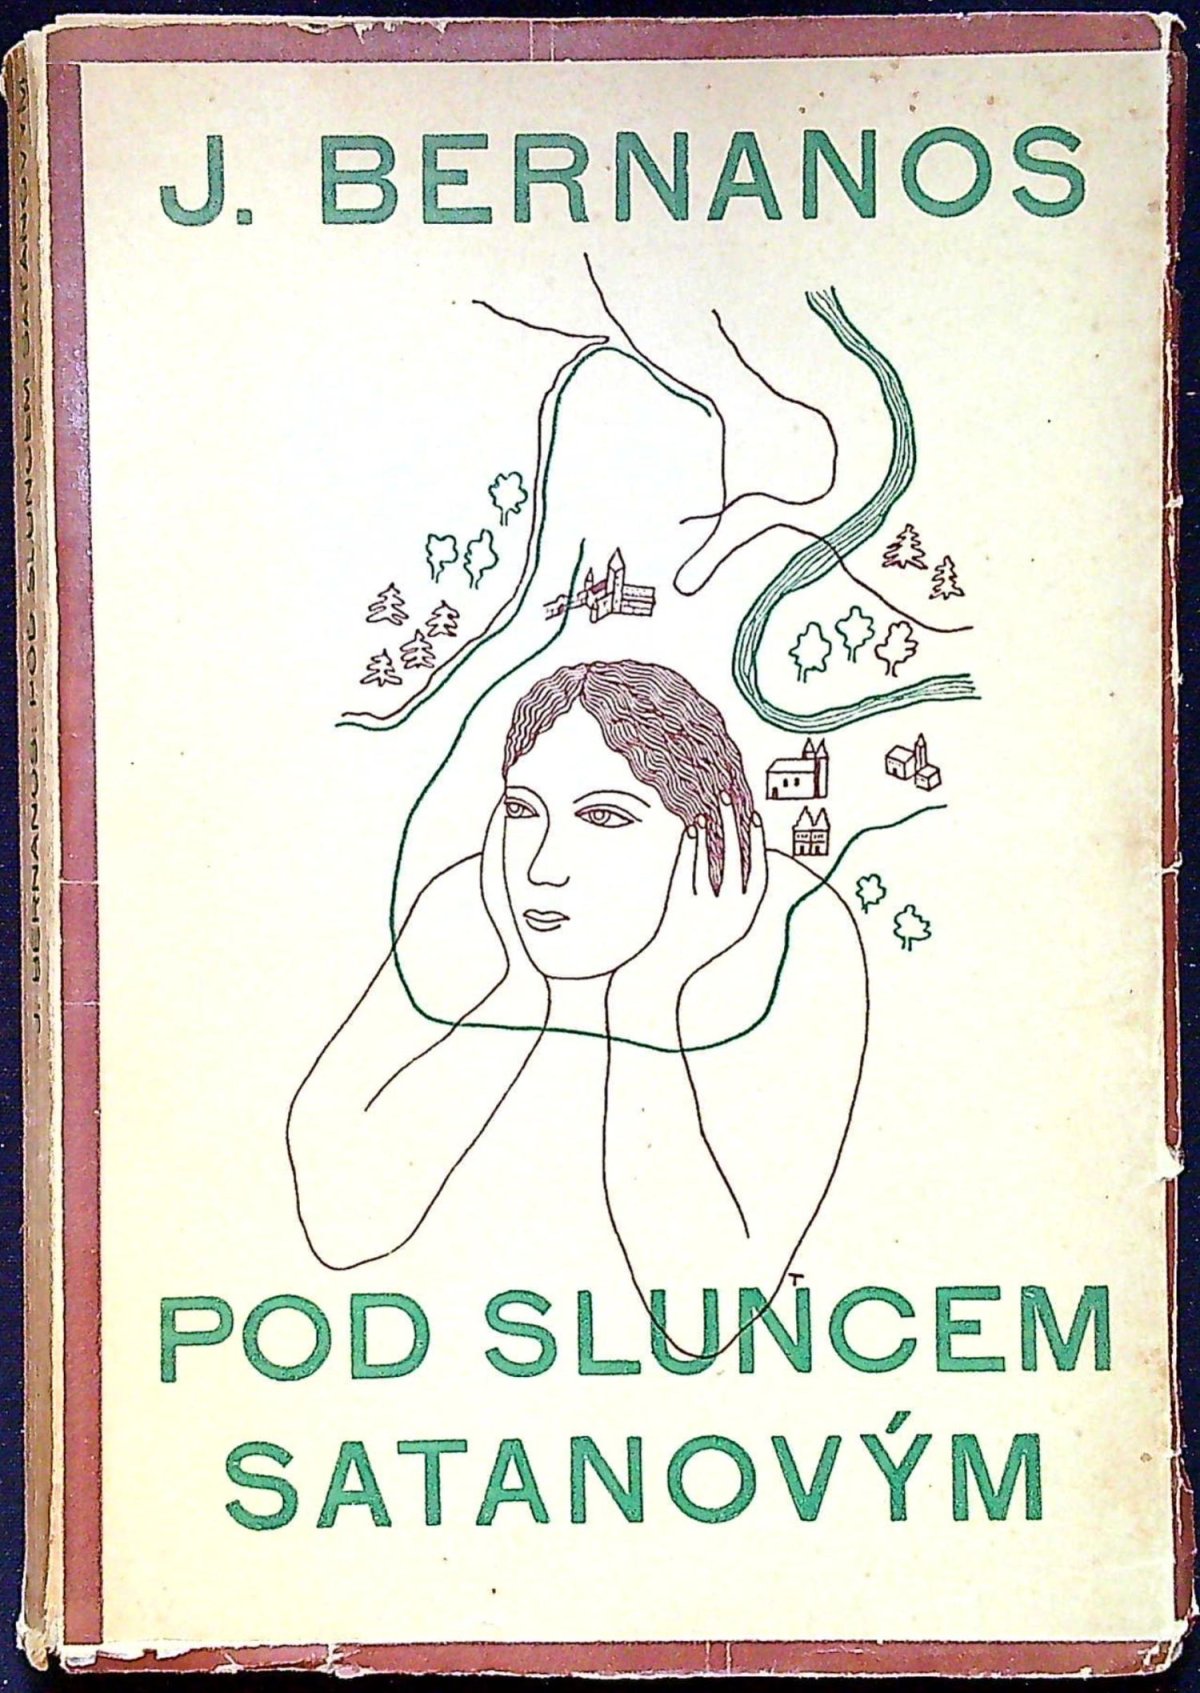 J. BERNANOS
POD SLUNCEM
SATANOVÝM
T
J. BERNANOS: POD SLUNCEM SATANOVÝM